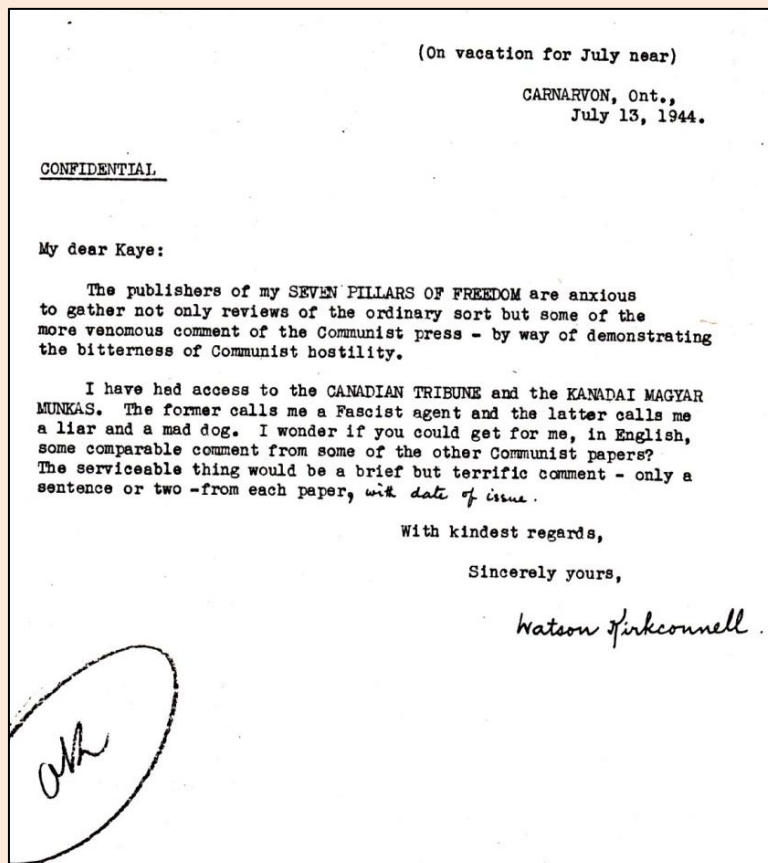 (On vacation for July near)
CARNARVON, Ont.,
July 13, 1944.
CONFIDENTIAL
My dear Kaye:
The publishers of my SEVEN PILLARS OF FREEDOM are anxious
to gather not only reviews of the ordinary sort but some of the
more venomous comment of the Communist press - by way of demonstrating
the bitterness of Communist hostility.
I have had access to the CANADIAN TRIBUNE and the KANADAI MAGYAR
MUNKAS. The former calls me a Fascist agent and the latter calls me
a liar and a mad dog. I wonder if you could get for me, in English,
some comparable comment from some of the other Communist papers?
The serviceable thing would be a brief but terrific comment - only a
sentence or two -from each paper, with date of issue.
With kindest regards,
Sincerely yours,
Watson Kirkconnell.